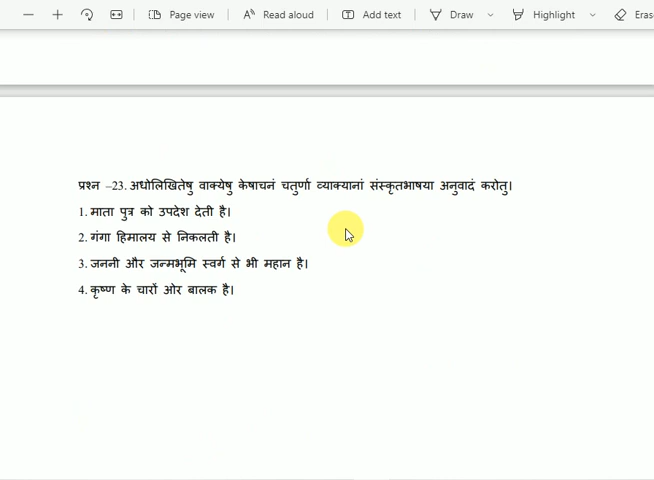 Page view Read aloud Add text Draw Highlight Eras
प्रश्न –23. अधोलिखितेषु वाक्येषु केषाचनं चतुर्णा व्याक्यानां संस्कृतभाषया अनुवादं करोतु।
1. माता पुत्र को उपदेश देती है।
2. गंगा हिमालय से निकलती है।
3. जननी और जन्मभूमि स्वर्ग से भी महान है।
4. कृष्ण के चारों ओर बालक है।